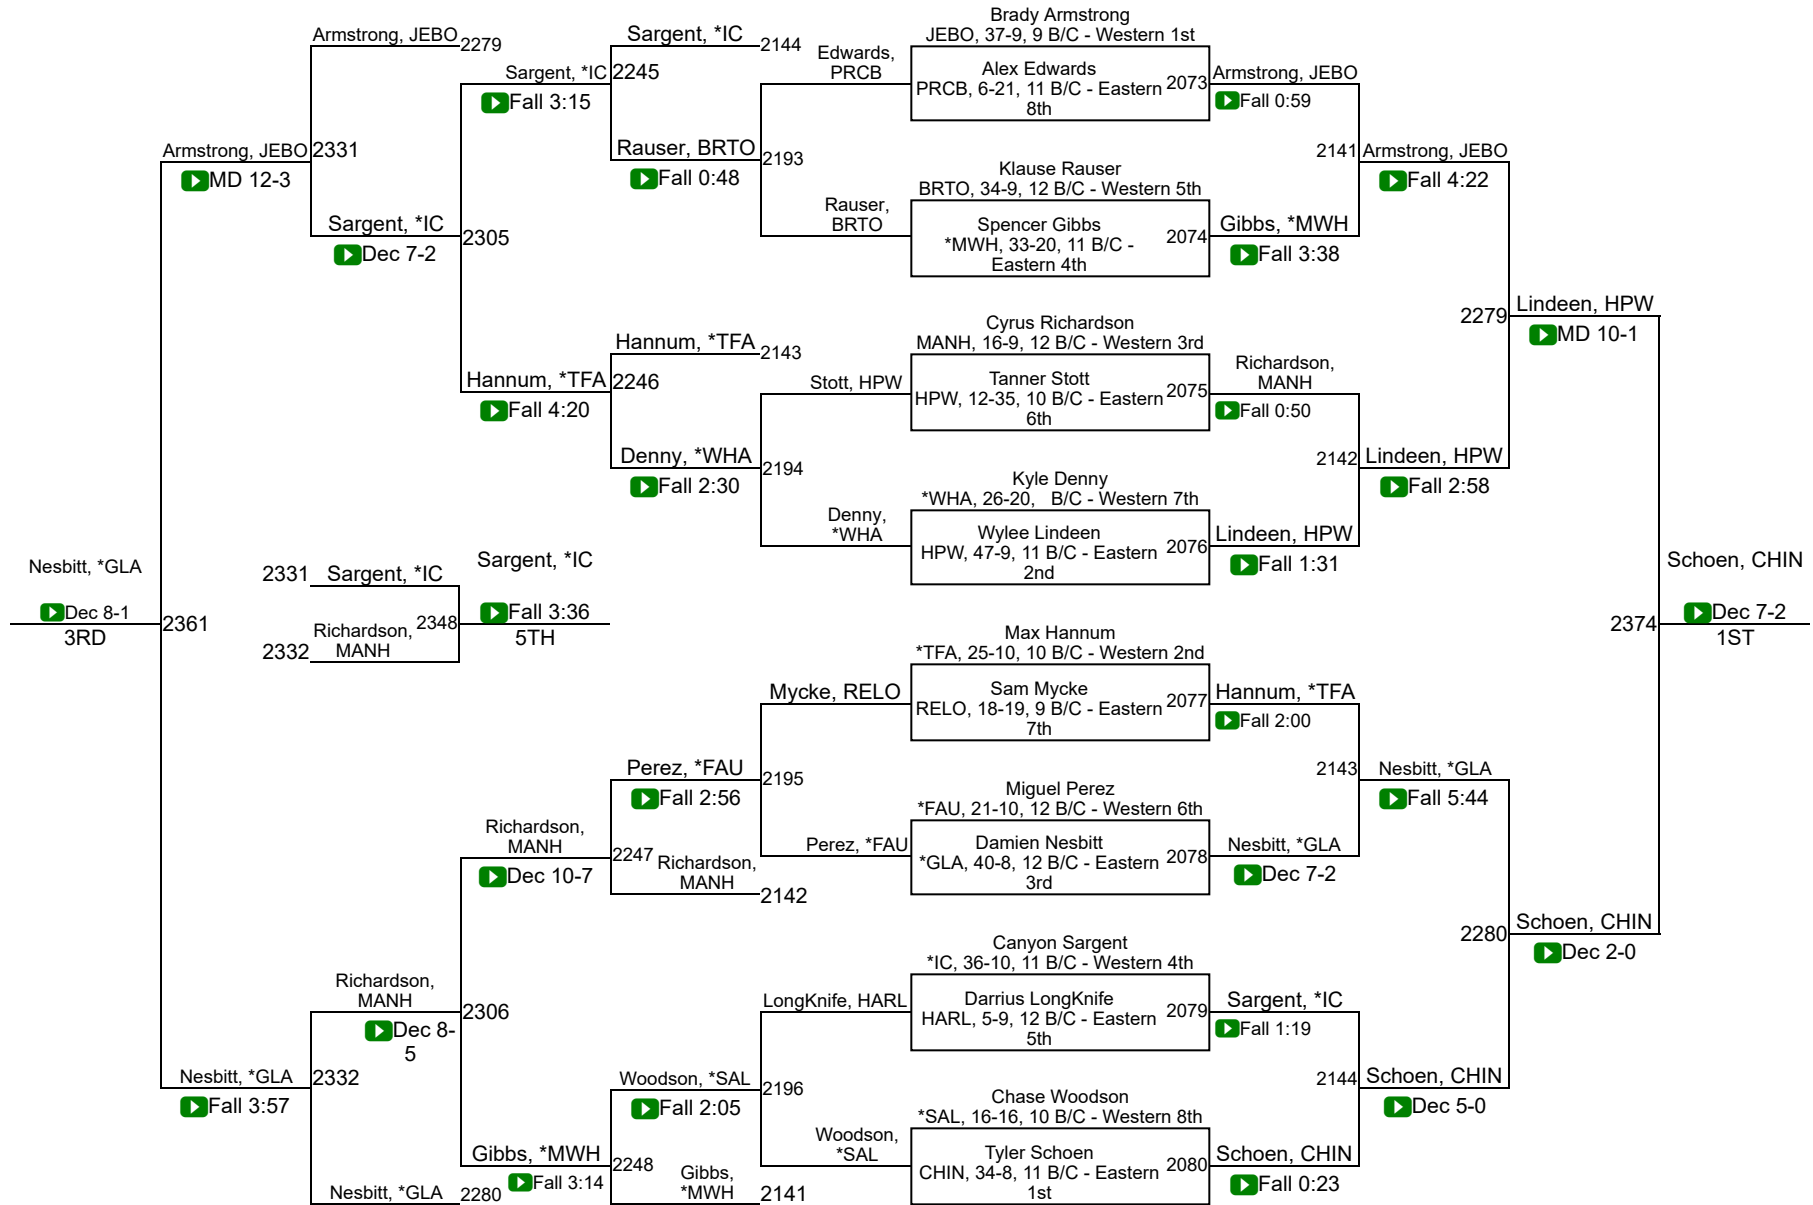 Brady Armstrong
JEBO, 37-9, 9 B/C - Western 1st
Armstrong, JEBO
2279
Sargent, *IC
2144
Edwards,
PRCB
Alex Edwards
PRCB, 6-21, 11 B/C - Eastern
8th
2073
Armstrong, JEBO
Fall 0:59
Sargent, *IC
2245
Fall 3:15
Armstrong, JEBO
2331
MD 12-3
Rauser, BRTO
2193
Fall 0:48
2141
Armstrong, JEBO
Fall 4:22
Klause Rauser
BRTO, 34-9, 12 B/C - Western 5th
Rauser,
BRTO
Spencer Gibbs
*MWH, 33-20, 11 B/C -
Eastern 4th
2074
Gibbs, *MWH
Fall 3:38
Sargent, *IC
2305
Dec 7-2
2279
Lindeen, HPW
MD 10-1
Cyrus Richardson
MANH, 16-9, 12 B/C - Western 3rd
Hannum, *TFA
2143
Stott, HPW
Tanner Stott
HPW, 12-35, 10 B/C - Eastern
6th
2075
Richardson,
MANH
Fall 0:50
Hannum, *TFA
2246
Fall 4:20
Denny, *WHA
2194
Fall 2:30
2142
Lindeen, HPW
Fall 2:58
Kyle Denny
*WHA, 26-20,   B/C - Western 7th
Denny,
*WHA
Wylee Lindeen
HPW, 47-9, 11 B/C - Eastern
2nd
2076
Lindeen, HPW
Fall 1:31
Nesbitt, *GLA
Dec 8-1
3RD
2361
2331
Sargent, *IC
Sargent, *IC
2348
Fall 3:36
5TH
2332
Richardson,
MANH
Schoen, CHIN
2374
Dec 7-2
1ST
Max Hannum
*TFA, 25-10, 10 B/C - Western 2nd
Mycke, RELO
Sam Mycke
RELO, 18-19, 9 B/C - Eastern
7th
2077
Hannum, *TFA
Fall 2:00
Perez, *FAU
2195
Fall 2:56
2143
Nesbitt, *GLA
Fall 5:44
Miguel Perez
*FAU, 21-10, 12 B/C - Western 6th
Richardson,
MANH
2247
Dec 10-7
Richardson,
MANH
2142
Perez, *FAU
Damien Nesbitt
*GLA, 40-8, 12 B/C - Eastern
3rd
2078
Nesbitt, *GLA
Dec 7-2
2280
Schoen, CHIN
Dec 2-0
Canyon Sargent
*IC, 36-10, 11 B/C - Western 4th
Richardson,
MANH
2306
Dec 8-
5
LongKnife, HARL
Darrius LongKnife
HARL, 5-9, 12 B/C - Eastern
5th
2079
Sargent, *IC
Fall 1:19
Nesbitt, *GLA
2332
Fall 3:57
Woodson, *SAL
2196
Fall 2:05
2144
Schoen, CHIN
Dec 5-0
Chase Woodson
*SAL, 16-16, 10 B/C - Western 8th
Woodson,
*SAL
Tyler Schoen
CHIN, 34-8, 11 B/C - Eastern
1st
2080
Schoen, CHIN
Fall 0:23
Gibbs, *MWH
2248
Fall 3:14
Gibbs,
*MWH
2141
Nesbitt, *GLA
2280